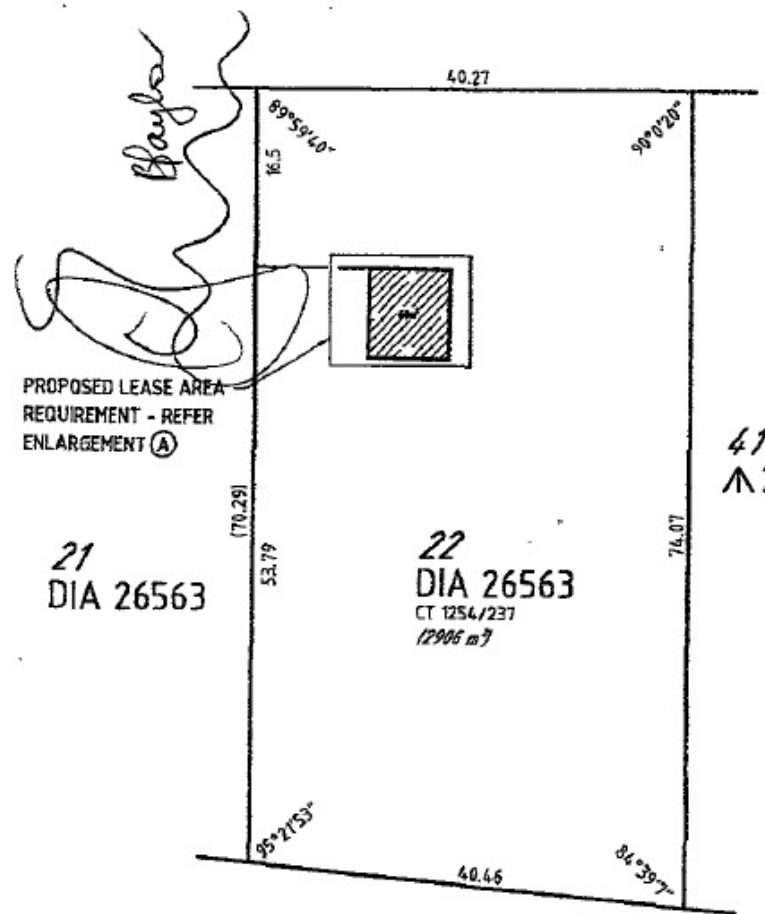 40.27
89°59'40"
90°0'20"
16.5
PROPOSED LEASE AREA
REQUIREMENT - REFER
ENLARGEMENT A
(70.29)
53.79
74.07
41
21
DIA 26563
22
DIA 26563
CT 1254/237
(2906 m²)
95°21'53"
84°39'7"
40.46